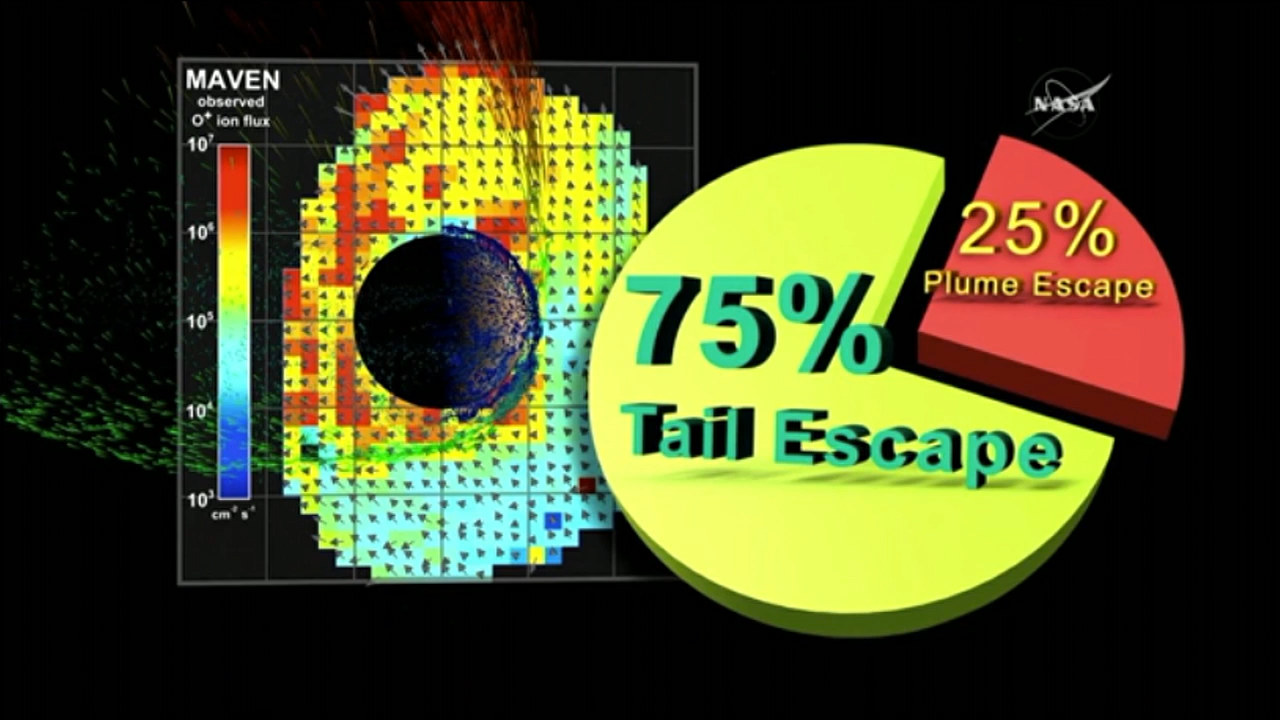 MAVEN
observed
O⁺ ion flux
10⁷
10⁶
10⁵
10⁴
10³
cm⁻² s⁻¹
NASA
25%
Plume Escape
75%
Tail Escape